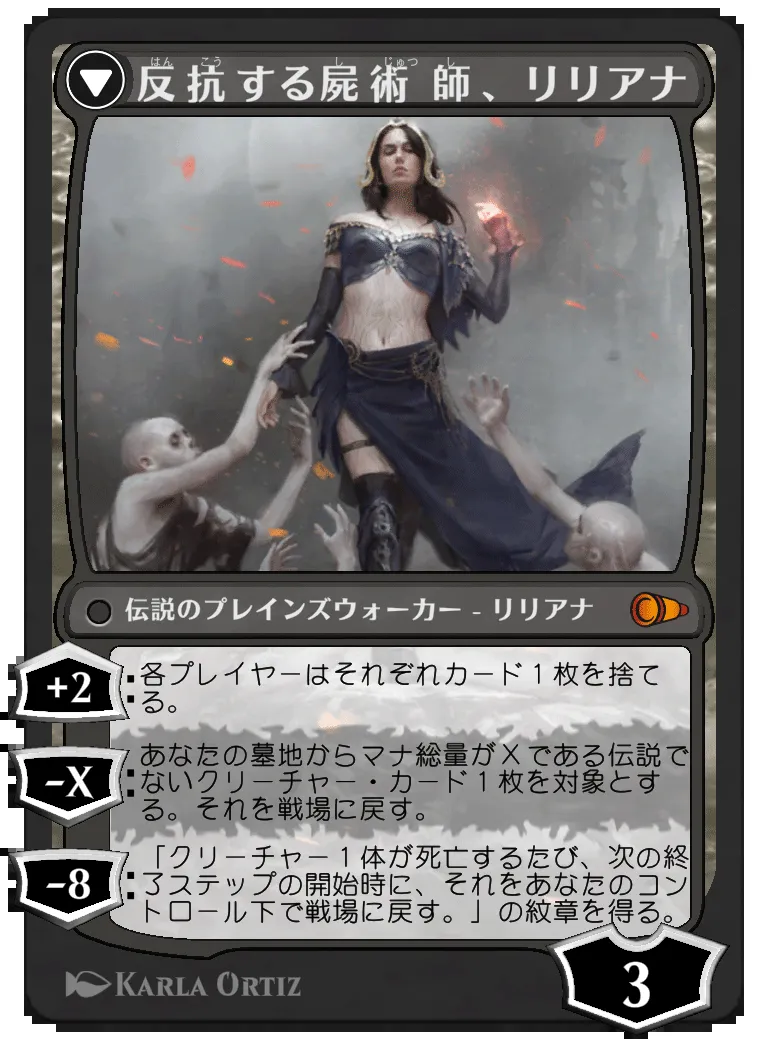 反抗する屍術師、リリアナ
はん こう し じゅつ し
伝説のプレインズウォーカー - リリアナ
+2
各プレイヤーはそれぞれカード1枚を捨て
る。
-X
あなたの墓地からマナ総量がXである伝説で
ないクリーチャー・カード1枚を対象とす
る。それを戦場に戻す。
-8
「クリーチャー1体が死亡するたび、次の終
了ステップの開始時に、それをあなたのコン
トロール下で戦場に戻す。」の紋章を得る。
3
KARLA ORTIZ